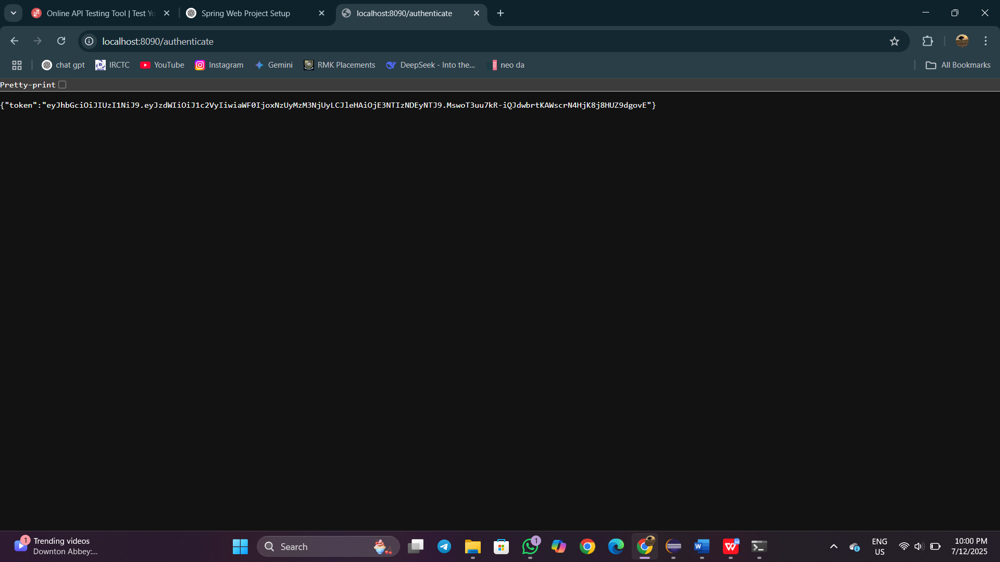 Online API Testing Tool | Test Yo
Spring Web Project Setup
localhost:8090/authenticate
localhost:8090/authenticate
chat gpt
IRCTC
YouTube
Instagram
Gemini
RMK Placements
DeepSeek - Into the...
neo da
All Bookmarks
Pretty-print
{"token":"eyJhbGciOiJIUzI1NiJ9.eyJzdWIiOiJ1c2VyIiwiaWF0IjoxNzUyMzM3NjUyLCJleHAiOjE3NTIzNDEyNTJ9.MswoT3uu7kR-iQJdwbrtKAWscrN4HjK8j8HUZ9dgovE"}
1
Trending videos
Downton Abbey:...
Search
1
ENG
US
10:00 PM
7/12/2025